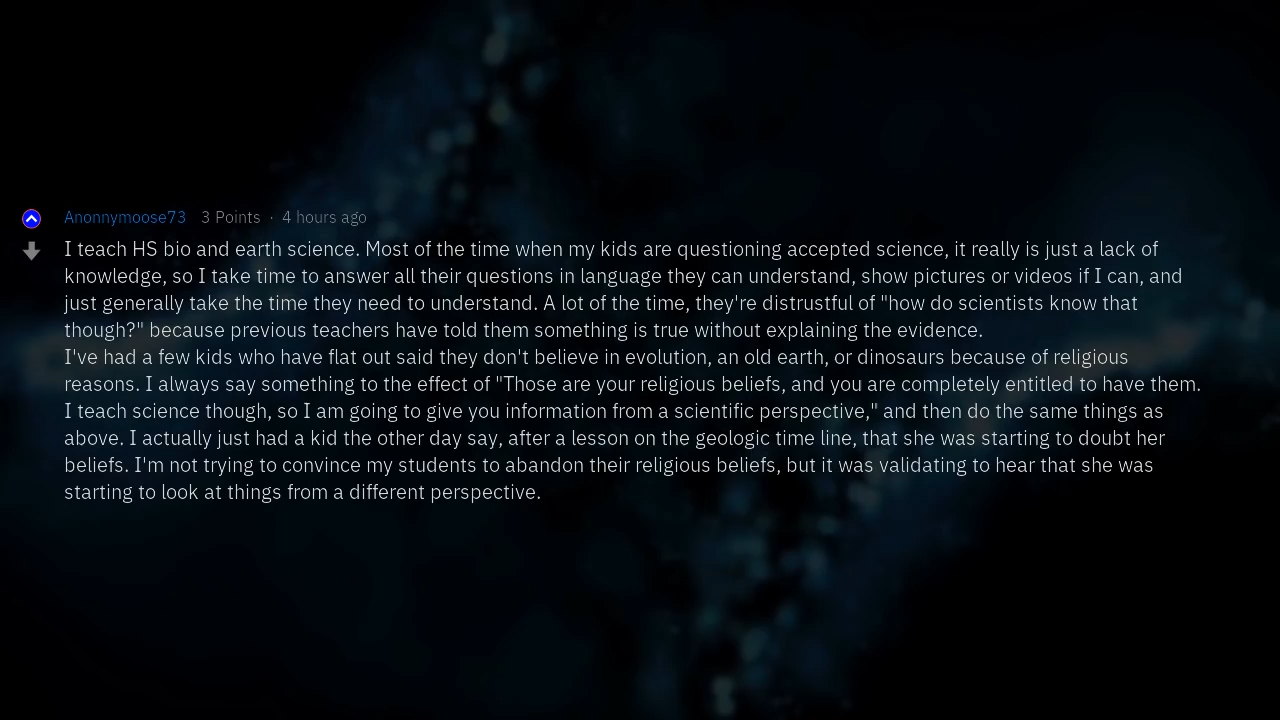 Anonnymoose73 3 Points · 4 hours ago
I teach HS bio and earth science. Most of the time when my kids are questioning accepted science, it really is just a lack of
knowledge, so I take time to answer all their questions in language they can understand, show pictures or videos if I can, and
just generally take the time they need to understand. A lot of the time, they're distrustful of "how do scientists know that
though?" because previous teachers have told them something is true without explaining the evidence.
I've had a few kids who have flat out said they don't believe in evolution, an old earth, or dinosaurs because of religious
reasons. I always say something to the effect of "Those are your religious beliefs, and you are completely entitled to have them.
I teach science though, so I am going to give you information from a scientific perspective," and then do the same things as
above. I actually just had a kid the other day say, after a lesson on the geologic time line, that she was starting to doubt her
beliefs. I'm not trying to convince my students to abandon their religious beliefs, but it was validating to hear that she was
starting to look at things from a different perspective.